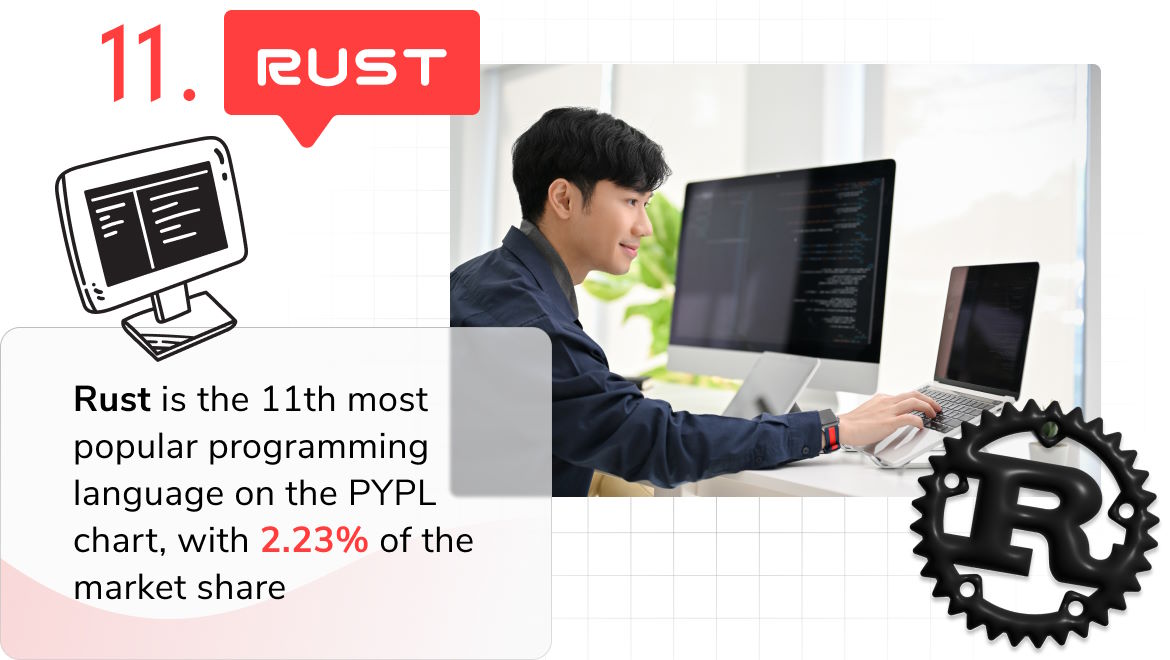 11.
RUST
Rust is the 11th most
popular programming
language on the PYPL
chart, with 2.23% of the
market share
R